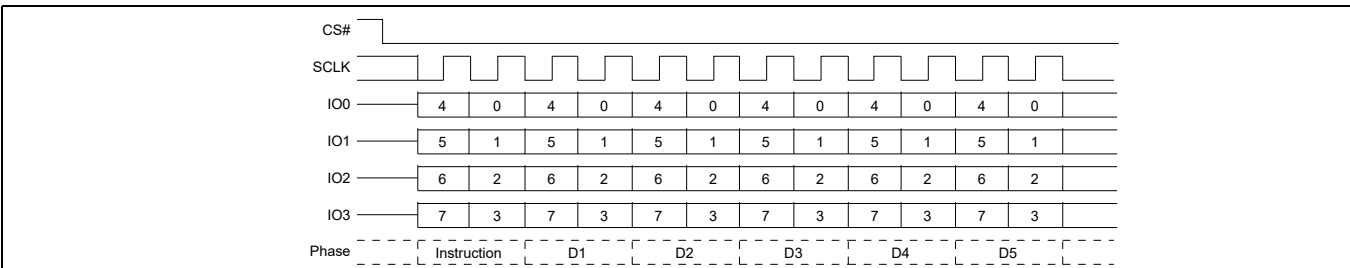 CS#
SCLK
IO0 4 0 4 0 4 0 4 0 4 0 4 0
IO1 5 1 5 1 5 1 5 1 5 1 5 1
IO2 6 2 6 2 6 2 6 2 6 2 6 2
IO3 7 3 7 3 7 3 7 3 7 3 7 3
Phase Instruction D1 D2 D3 D4 D5